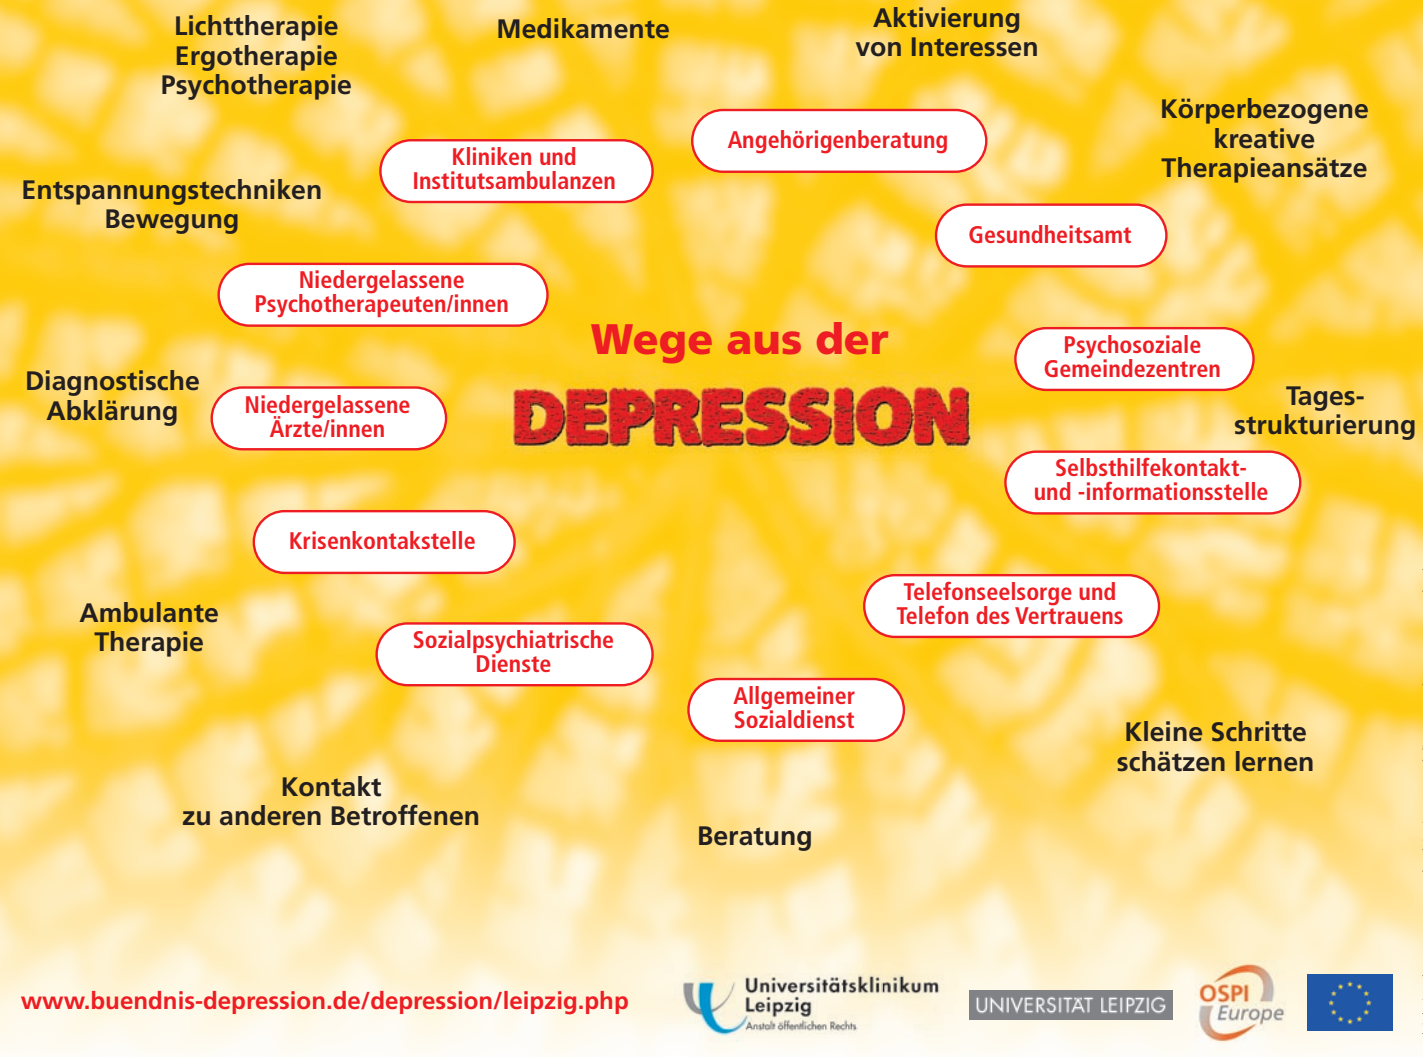 Lichttherapie
Ergotherapie
Psychotherapie
Medikamente
Aktivierung
von Interessen
Körperbezogene
kreative
Therapieansätze
Angehörigenberatung
Kliniken und
Institutsambulanzen
Entspannungstechniken
Bewegung
Gesundheitsamt
Niedergelassene
Psychotherapeuten/innen
Wege aus der
DEPRESSION
Psychosoziale
Gemeindezentren
Diagnostische
Abklärung
Niedergelassene
Ärzte/innen
Tages-
strukturierung
Selbsthilfekontakt-
und -informationsstelle
Krisenkontakstelle
Telefonseelsorge und
Telefon des Vertrauens
Ambulante
Therapie
Sozialpsychiatrische
Dienste
Allgemeiner
Sozialdienst
Kleine Schritte
schätzen lernen
Kontakt
zu anderen Betroffenen
Beratung
www.buendnis-depression.de/depression/leipzig.php
Universitätsklinikum
Leipzig
Anstalt öffentlichen Rechts
UNIVERSITÄT LEIPZIG
OSPI
Europe